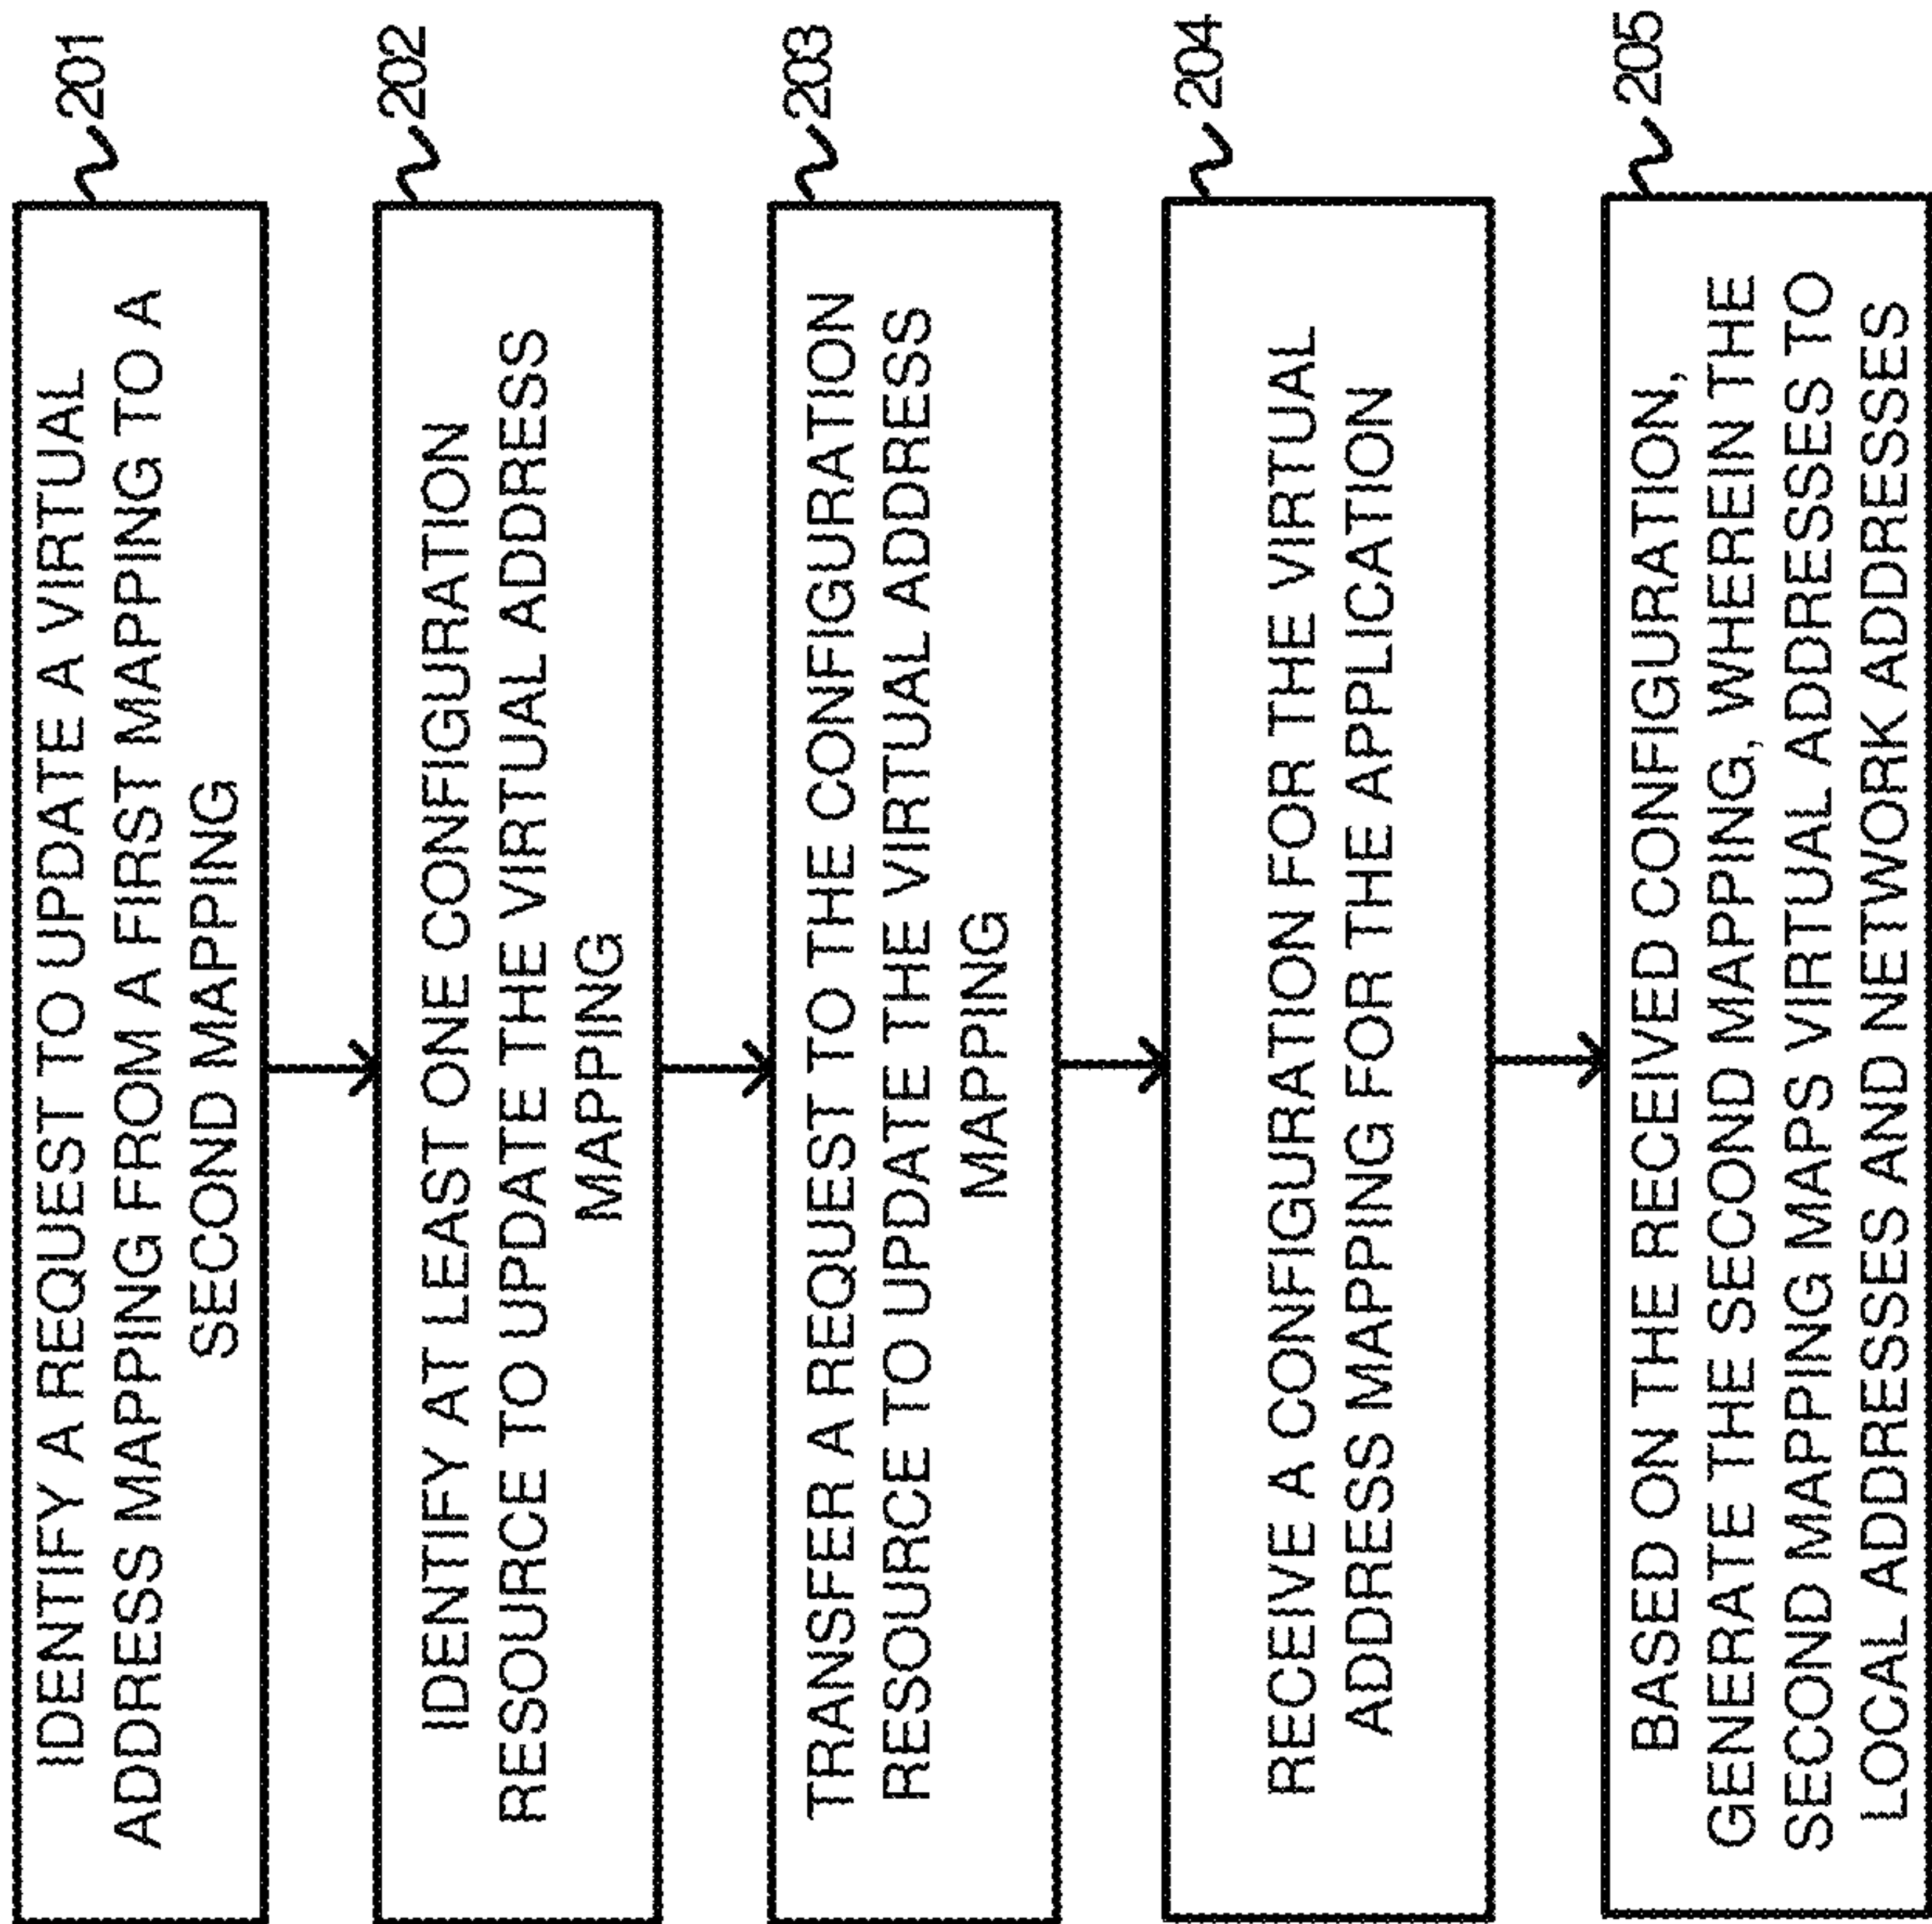 IDENTIFY A REQUEST TO UPDATE A VIRTUAL
ADDRESS MAPPING FROM A FIRST MAPPING TO A
SECOND MAPPING
201
IDENTIFY AT LEAST ONE CONFIGURATION
RESOURCE TO UPDATE THE VIRTUAL ADDRESS
MAPPING
202
TRANSFER A REQUEST TO THE CONFIGURATION
RESOURCE TO UPDATE THE VIRTUAL ADDRESS
MAPPING
203
RECEIVE A CONFIGURATION FOR THE VIRTUAL
ADDRESS MAPPING FOR THE APPLICATION
204
BASED ON THE RECEIVED CONFIGURATION,
GENERATE THE SECOND MAPPING, WHEREIN THE
SECOND MAPPING MAPS VIRTUAL ADDRESSES TO
LOCAL ADDRESSES AND NETWORK ADDRESSES
205